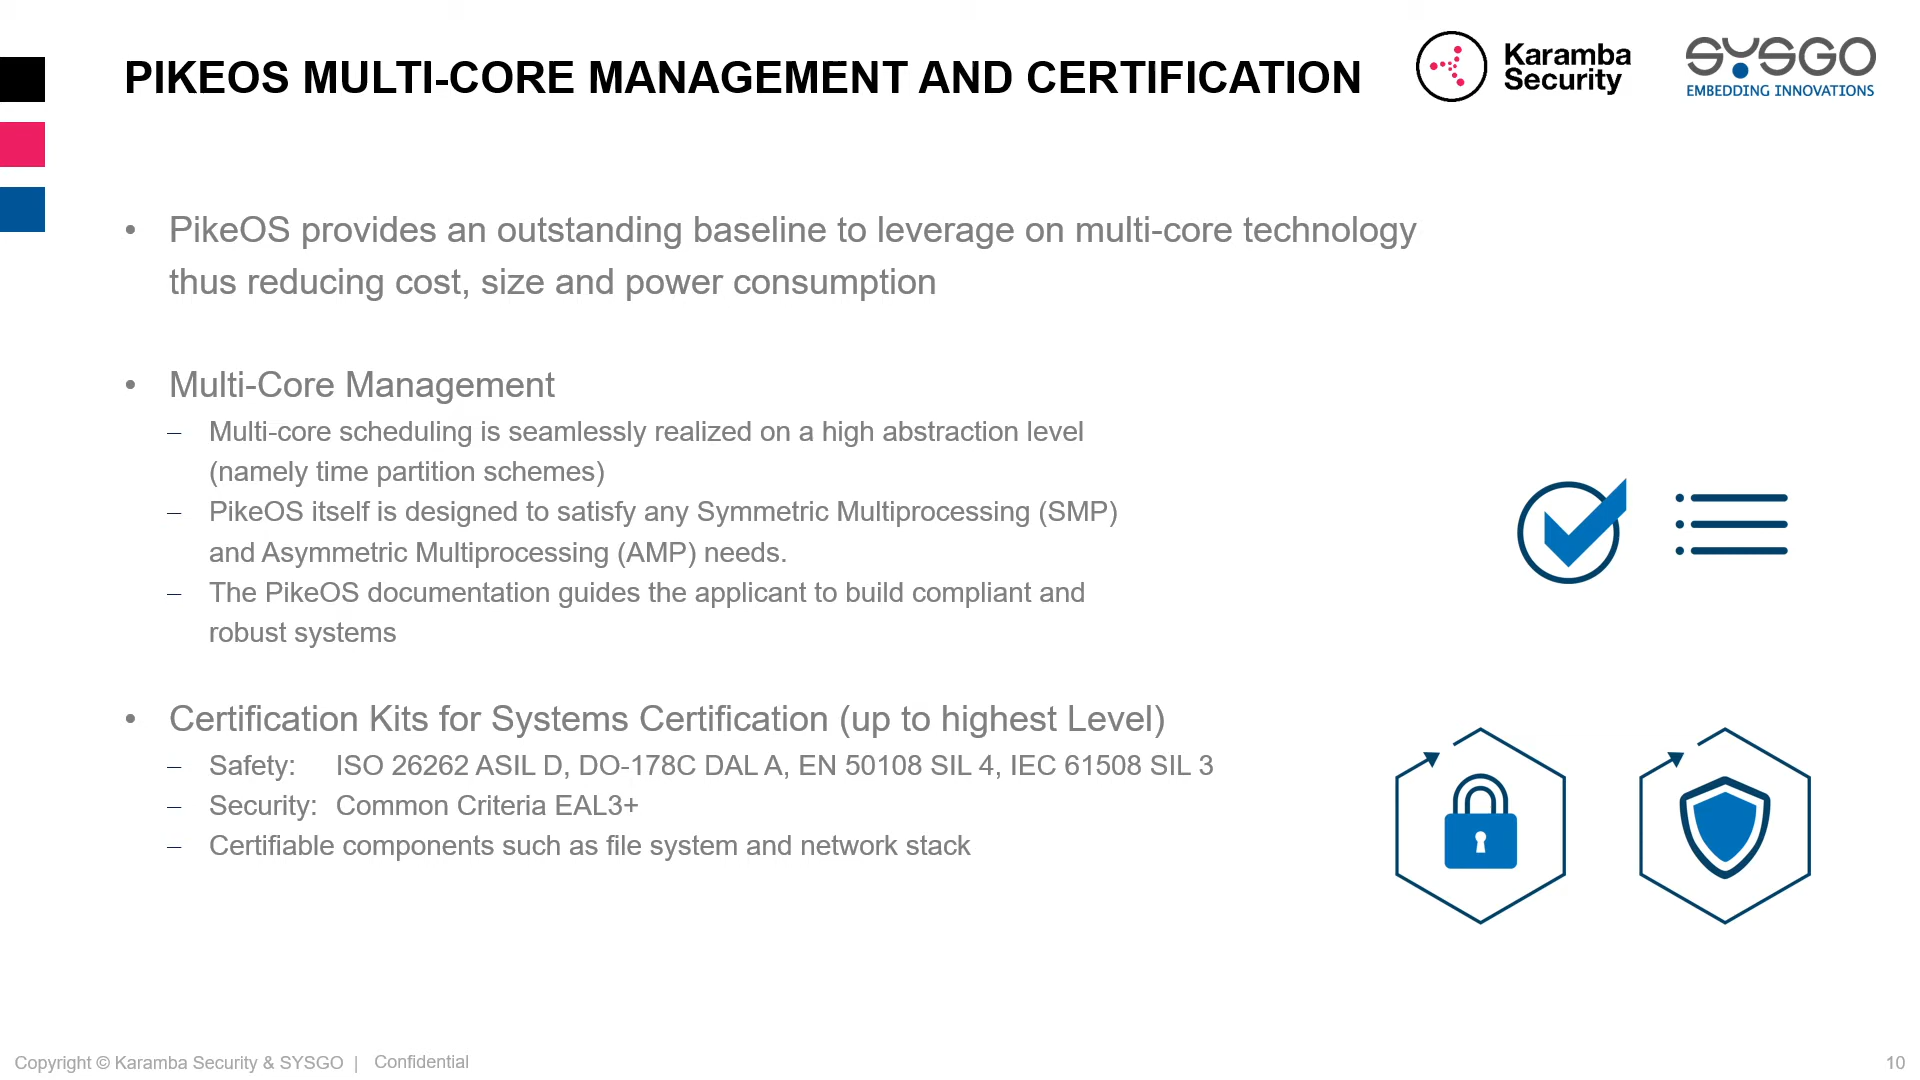 PIKEOS MULTI-CORE MANAGEMENT AND CERTIFICATION
Karamba
Security
SYSGO
EMBEDDING INNOVATIONS
• PikeOS provides an outstanding baseline to leverage on multi-core technology
thus reducing cost, size and power consumption
• Multi-Core Management
– Multi-core scheduling is seamlessly realized on a high abstraction level
(namely time partition schemes)
– PikeOS itself is designed to satisfy any Symmetric Multiprocessing (SMP)
and Asymmetric Multiprocessing (AMP) needs.
– The PikeOS documentation guides the applicant to build compliant and
robust systems
• Certification Kits for Systems Certification (up to highest Level)
– Safety: ISO 26262 ASIL D, DO-178C DAL A, EN 50108 SIL 4, IEC 61508 SIL 3
– Security: Common Criteria EAL3+
– Certifiable components such as file system and network stack
Copyright © Karamba Security & SYSGO | Confidential
10